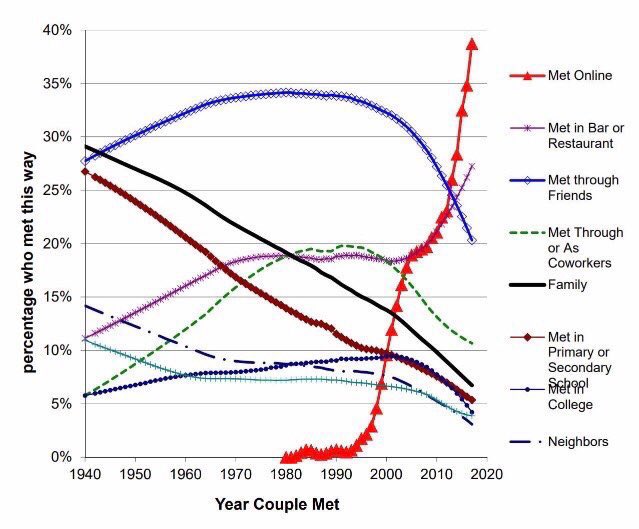 40%
35%
30%
25%
20%
15%
10%
5%
0%
percentage who met this way
1940
1950
1960
1970
1980
1990
2000
2010
2020
Year Couple Met
Met Online
Met in Bar or
Restaurant
Met through
Friends
Met Through
or As
Coworkers
Family
Met in
Primary or
Secondary
School
Met in
College
Neighbors